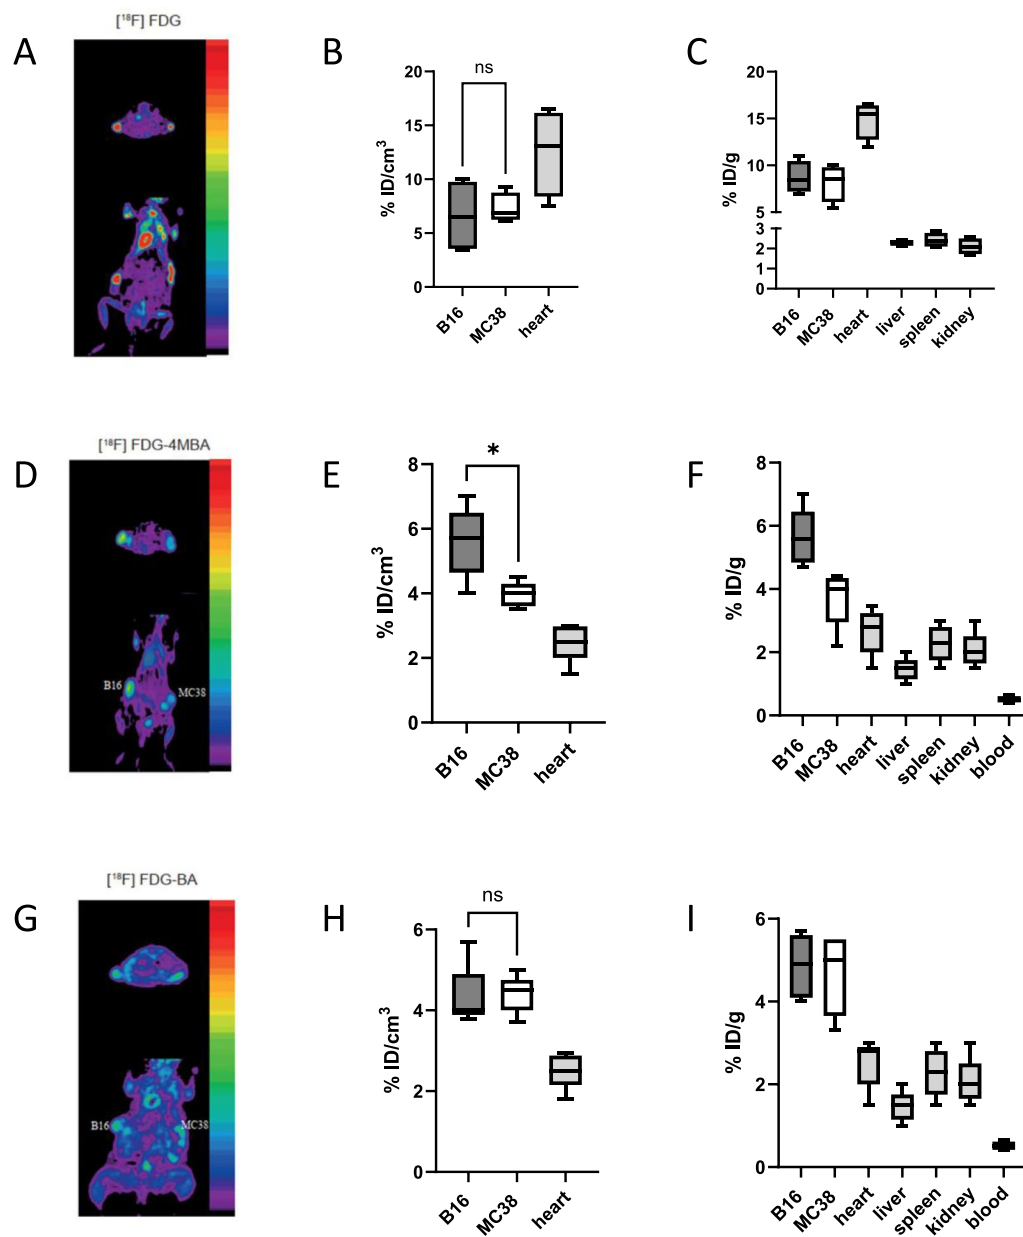 [¹⁸F] FDG
A
B
C
ns
20
15
10
5
0
% ID/cm³
B16
MC38
heart
20
15
10
5
3
2
1
0
% ID/g
B16
MC38
heart
liver
spleen
kidney
[¹⁸F] FDG-4MBA
D
B16
MC38
E
*
8
6
4
2
0
% ID/cm³
B16
MC38
heart
F
8
6
4
2
0
% ID/g
B16
MC38
heart
liver
spleen
kidney
blood
[¹⁸F] FDG-BA
G
B16
MC38
H
ns
6
4
2
0
% ID/cm³
B16
MC38
heart
I
6
4
2
0
% ID/g
B16
MC38
heart
liver
spleen
kidney
blood